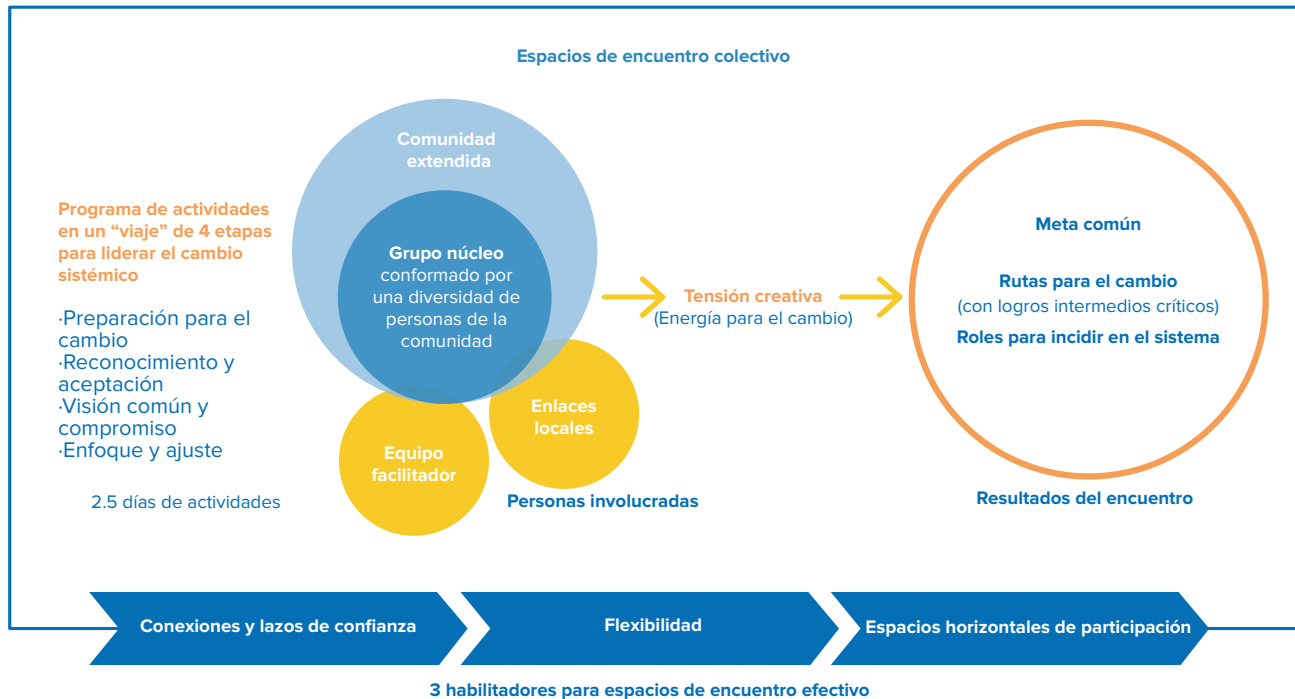 Espacios de encuentro colectivo
Programa de actividades
en un “viaje” de 4 etapas
para liderar el cambio
sistémico
·Preparación para el
cambio
·Reconocimiento y
aceptación
·Visión común y
compromiso
·Enfoque y ajuste
2.5 días de actividades
Comunidad
extendida
Grupo núcleo
conformado por
una diversidad de
personas de la
comunidad
Equipo
facilitador
Enlaces
locales
Personas involucradas
Tensión creativa
(Energía para el cambio)
Meta común
Rutas para el cambio
(con logros intermedios críticos)
Roles para incidir en el sistema
Resultados del encuentro
Conexiones y lazos de confianza
Flexibilidad
Espacios horizontales de participación
3 habilitadores para espacios de encuentro efectivo